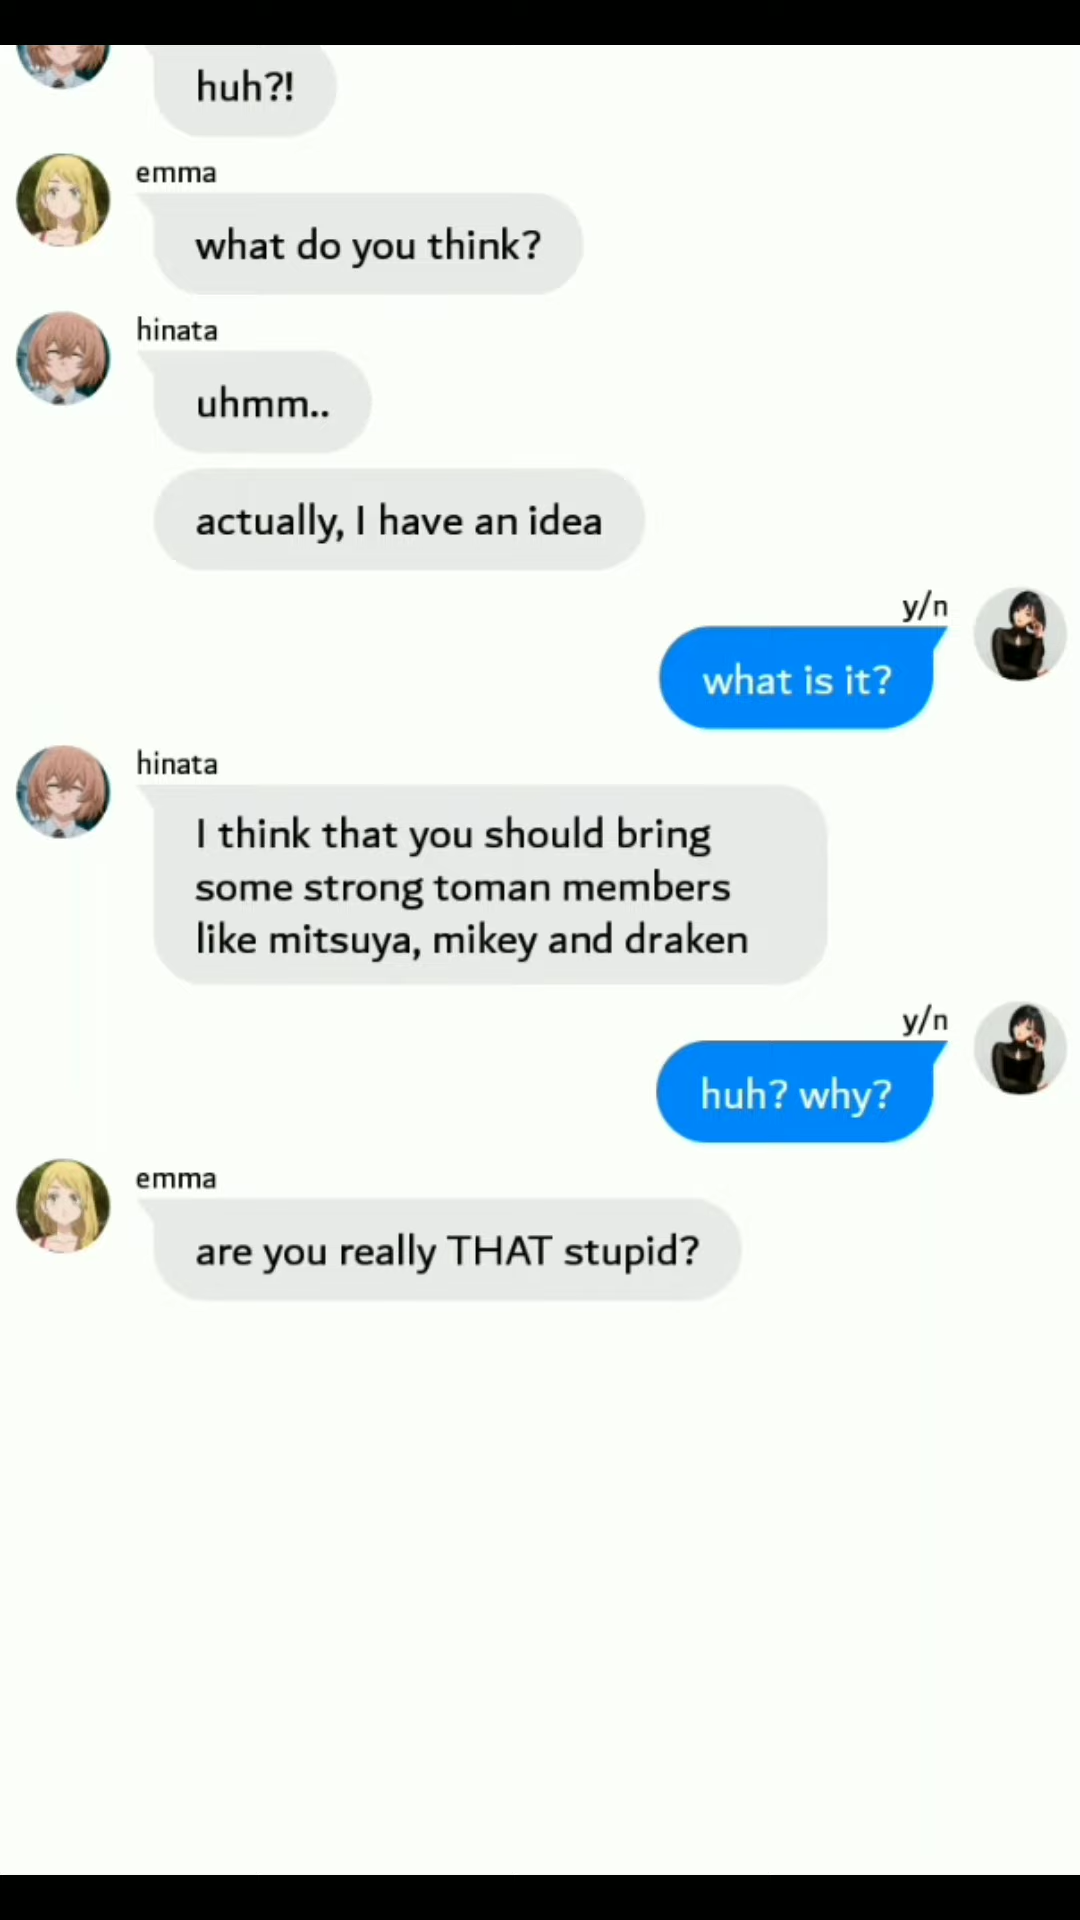 huh?!
emma
what do you think?
hinata
uhmm..
actually, I have an idea
y/n
what is it?
hinata
I think that you should bring
some strong toman members
like mitsuya, mikey and draken
y/n
huh? why?
emma
are you really THAT stupid?